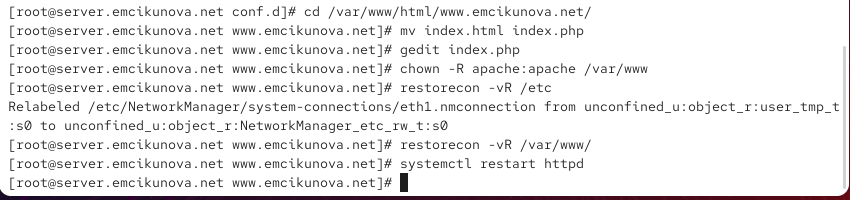 [root@server.emcikunova.net conf.d]# cd /var/www/html/www.emcikunova.net/
[root@server.emcikunova.net www.emcikunova.net]# mv index.html index.php
[root@server.emcikunova.net www.emcikunova.net]# gedit index.php
[root@server.emcikunova.net www.emcikunova.net]# chown -R apache:apache /var/www
[root@server.emcikunova.net www.emcikunova.net]# restorecon -vR /etc
Relabeled /etc/NetworkManager/system-connections/eth1.nmconnection from unconfined_u:object_r:user_tmp_t
:s0 to unconfined_u:object_r:NetworkManager_etc_rw_t:s0
[root@server.emcikunova.net www.emcikunova.net]# restorecon -vR /var/www/
[root@server.emcikunova.net www.emcikunova.net]# systemctl restart httpd
[root@server.emcikunova.net www.emcikunova.net]#